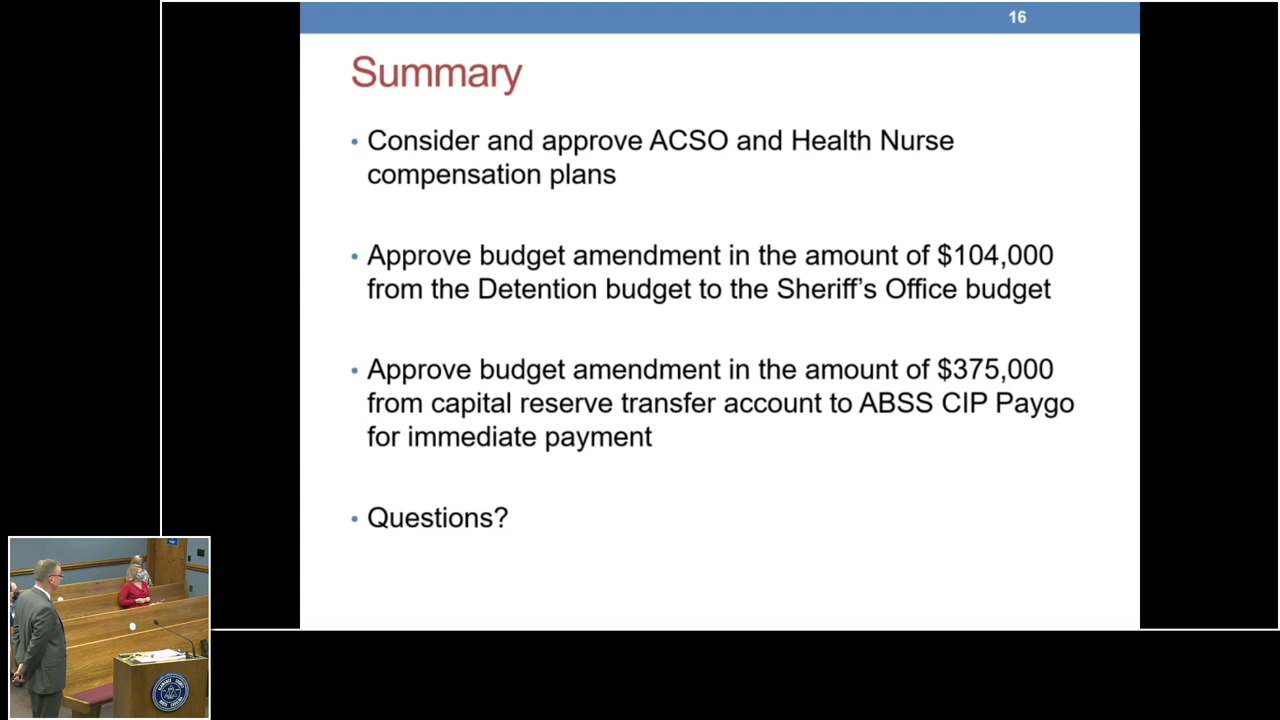 16
Summary
• Consider and approve ACSO and Health Nurse
compensation plans
• Approve budget amendment in the amount of $104,000
from the Detention budget to the Sheriff's Office budget
• Approve budget amendment in the amount of $375,000
from capital reserve transfer account to ABSS CIP Paygo
for immediate payment
• Questions?